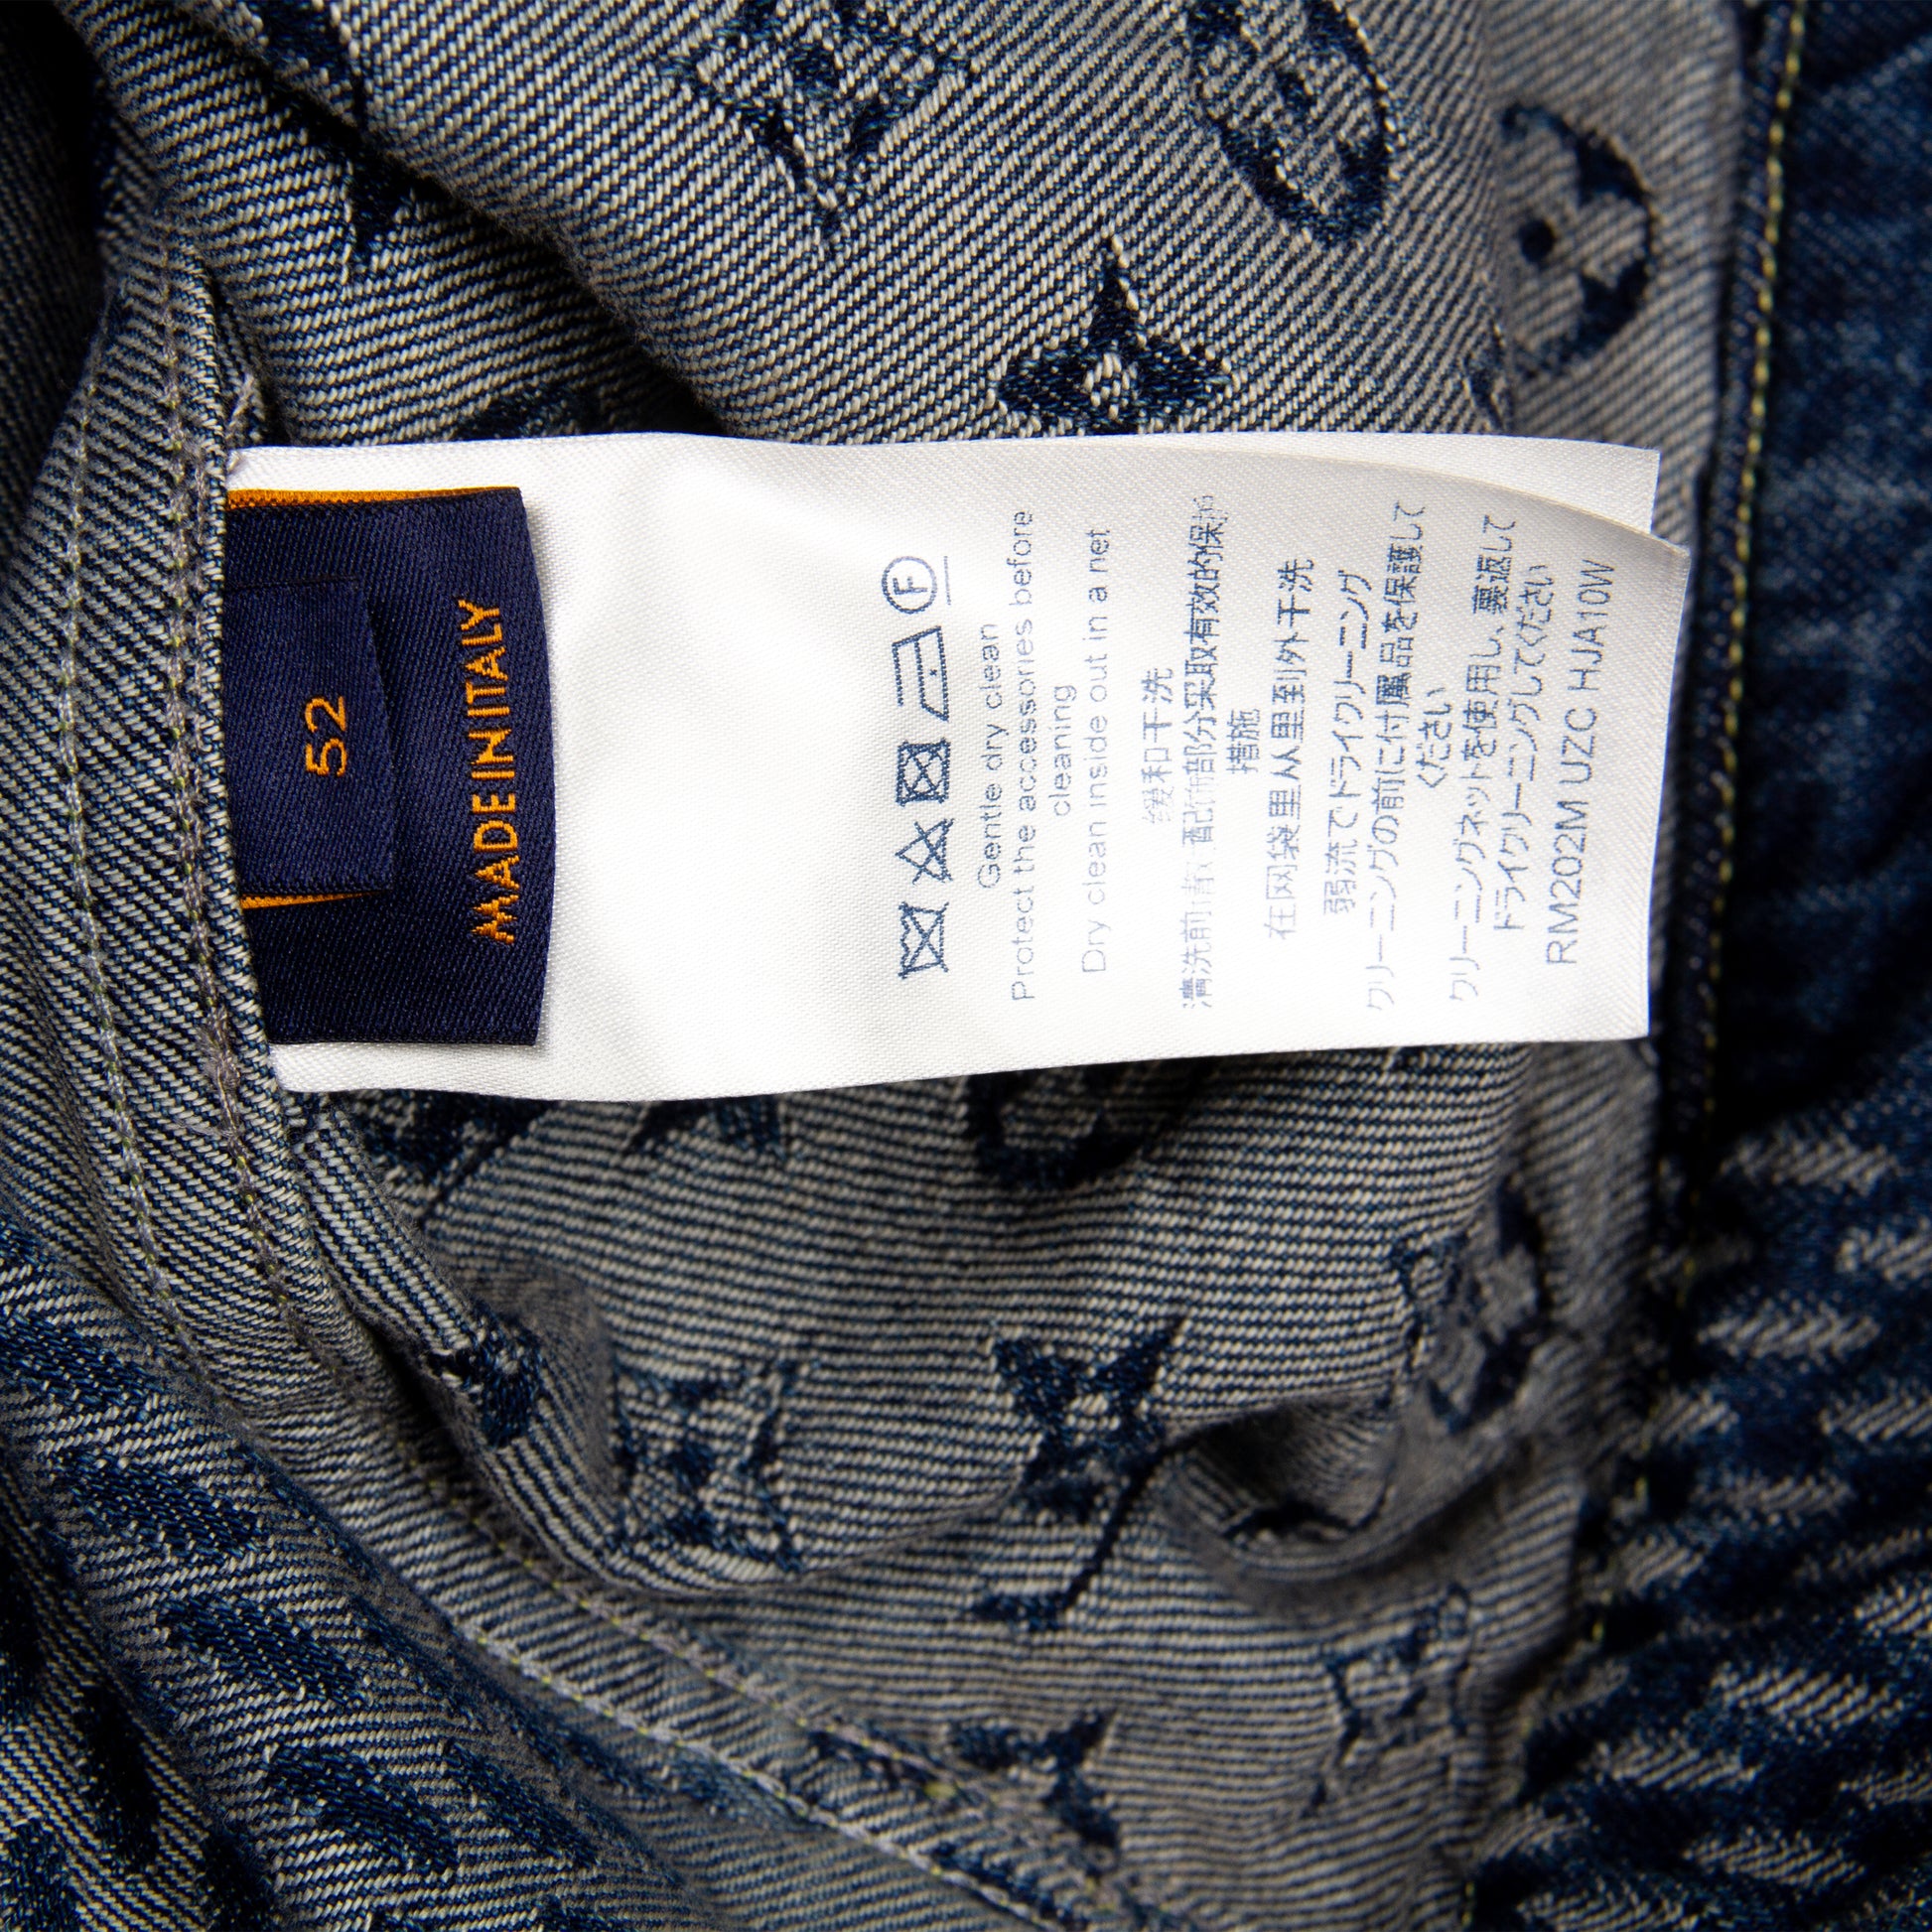 52
MADE IN ITALY
F
Gentle dry clean
Protect the accessories before
cleaning
Dry clean inside out in a net
缓和干洗
清洗前请 配饰部分采取有效的保护
措施
在网袋里从里到外干洗
弱流でドライクリーニング
クリーニングの前に付属品を保護して
ください
クリーニングネットを使用し、裏返して
ドライクリーニングしてください
RM202M UZC HJA10W